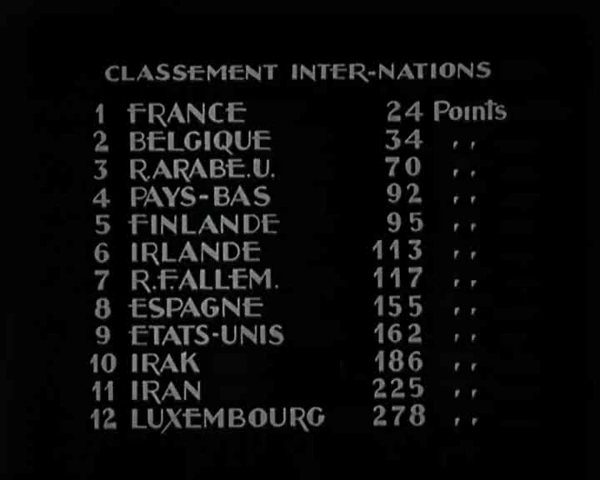 CLASSEMENT INTER-NATIONS
1 FRANCE 24 Points
2 BELGIQUE 34 ,,
3 R.ARABE.U. 70 ,,
4 PAYS-BAS 92 ,,
5 FINLANDE 95 ,,
6 IRLANDE 113 ,,
7 R.F.ALLEM. 117 ,,
8 ESPAGNE 155 ,,
9 ETATS-UNIS 162 ,,
10 IRAK 186 ,,
11 IRAN 225 ,,
12 LUXEMBOURG 278 ,,